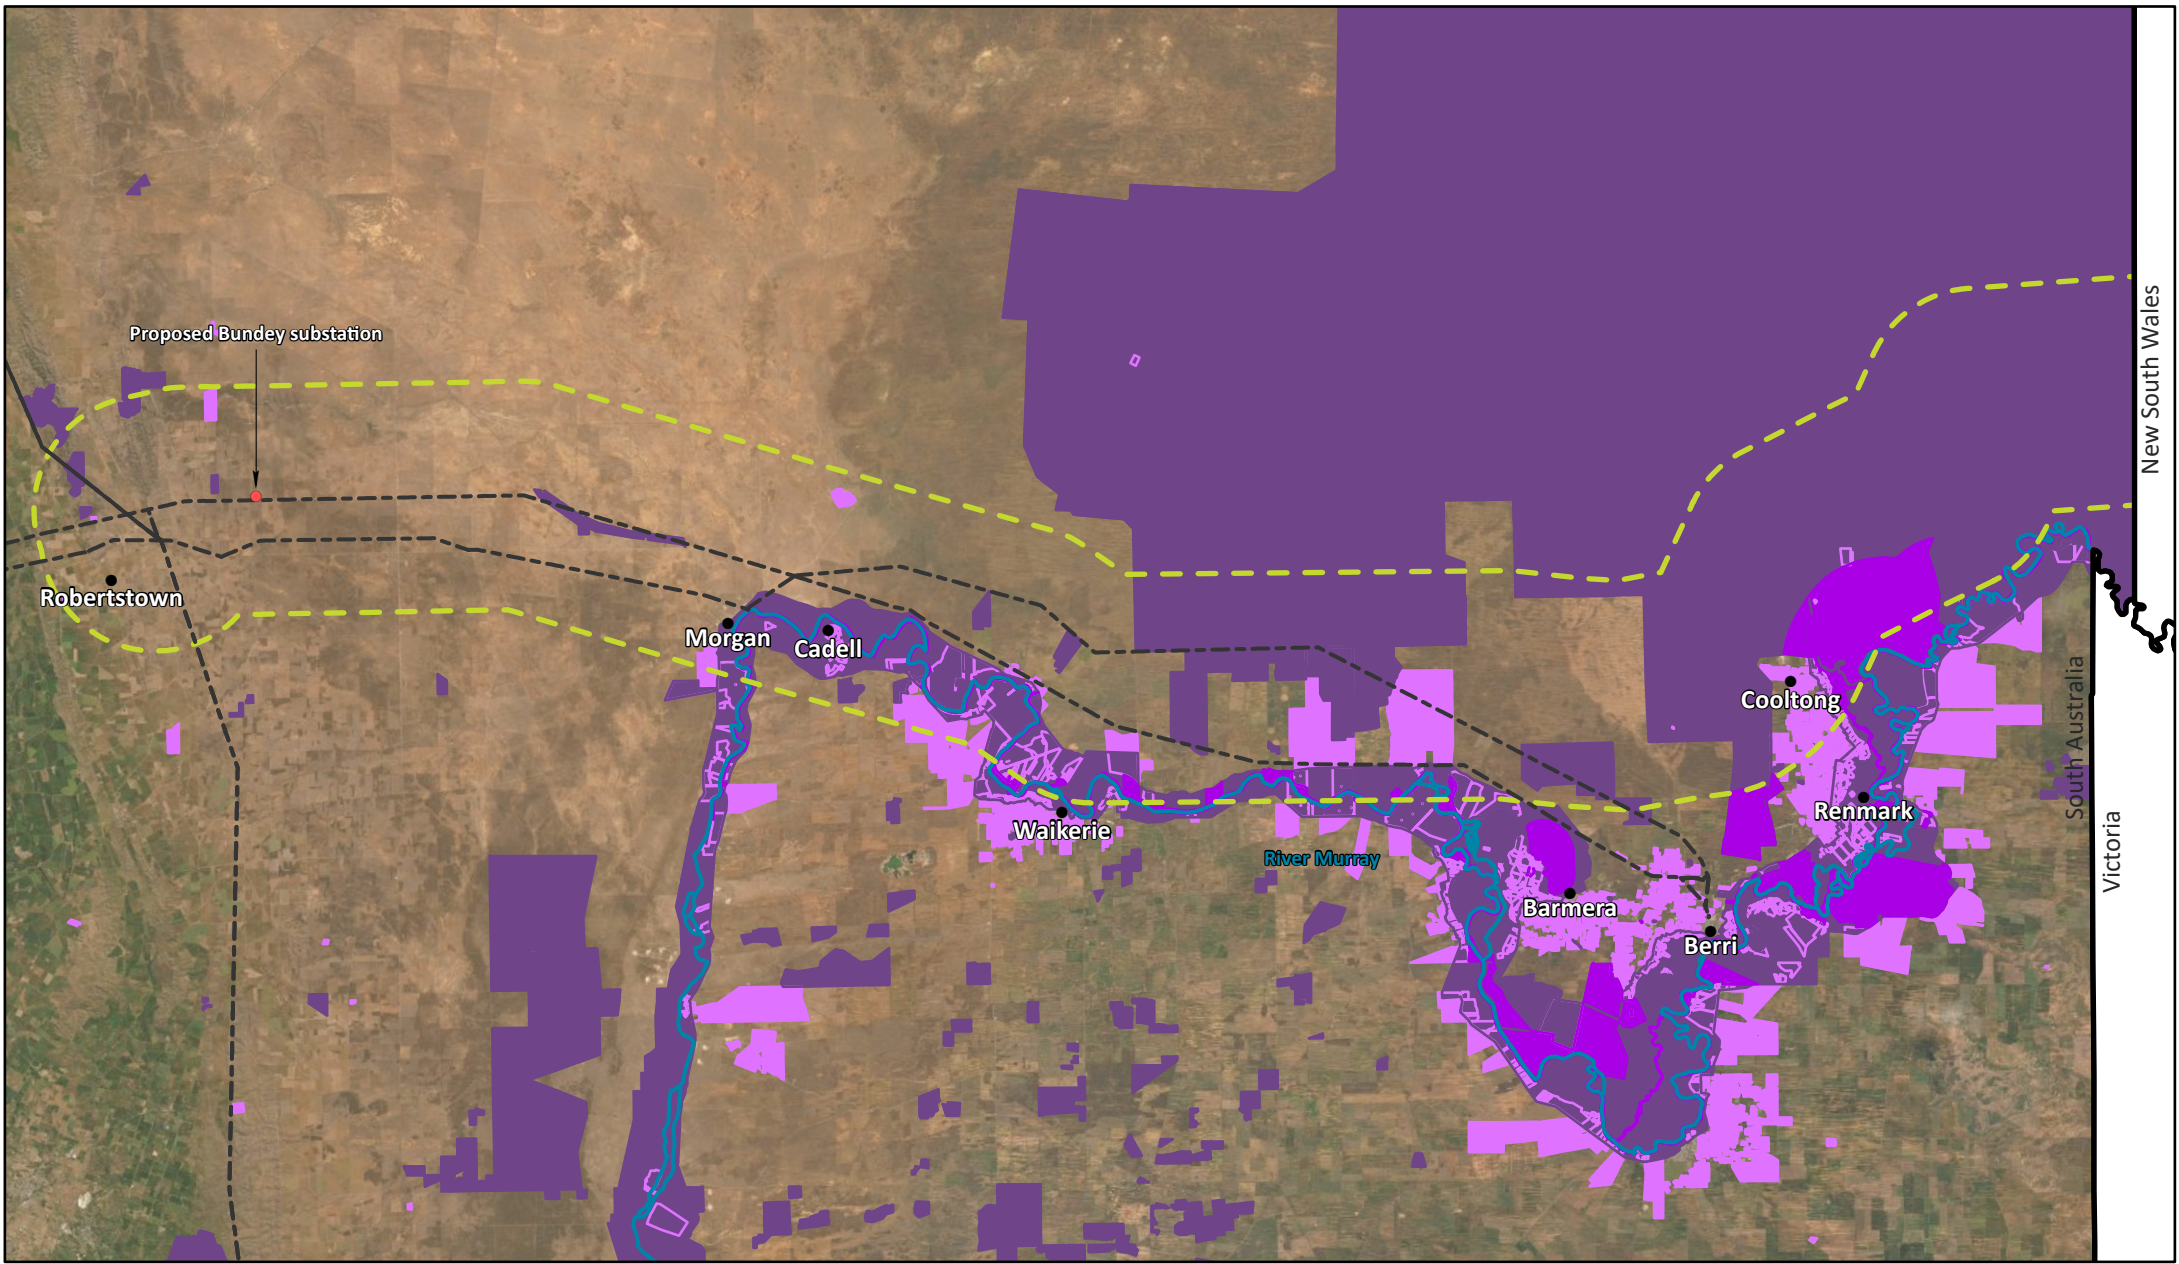 Proposed Bundey substation
New South Wales
Robertstown
Morgan
Cadell
South Australia
Cooltong
Renmark
Waikerie
River Murray
Victoria
Barmera
Berri